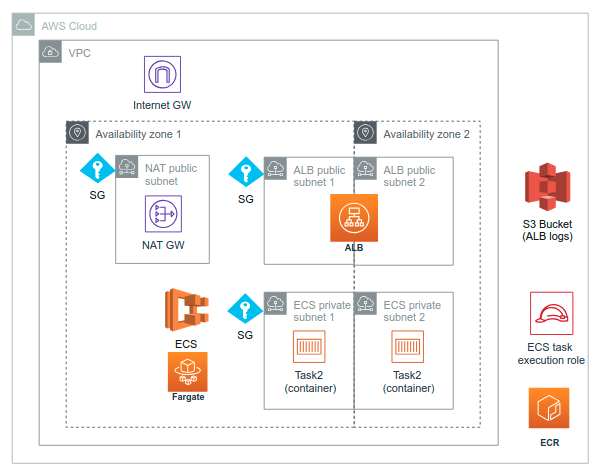 AWS Cloud
VPC
Internet GW
Availability zone 1
Availability zone 2
NAT public
subnet
SG
NAT GW
ALB public
subnet 1
ALB public
subnet 2
SG
ALB
S3 Bucket
(ALB logs)
ECS
Fargate
SG
ECS private
subnet 1
ECS private
subnet 2
Task2
(container)
Task2
(container)
ECS task
execution role
ECR